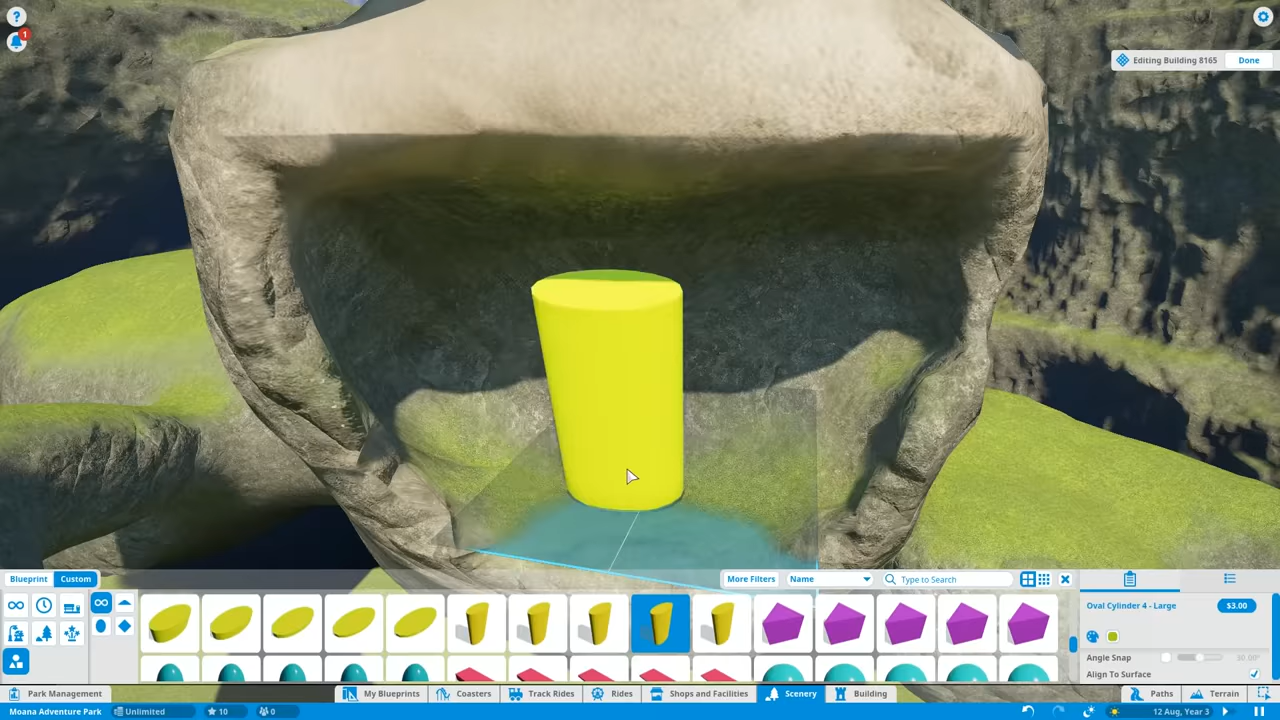 ?
1
Editing Building 8165
Done
Blueprint
Custom
More Filters
Name
Type to Search
Oval Cylinder 4 - Large
$3.00
Angle Snap
30.00°
Align To Surface
Park Management
My Blueprints
Coasters
Track Rides
Rides
Shops and Facilities
Scenery
Building
Paths
Terrain
Moana Adventure Park
Unlimited
10
0
12 Aug, Year 3